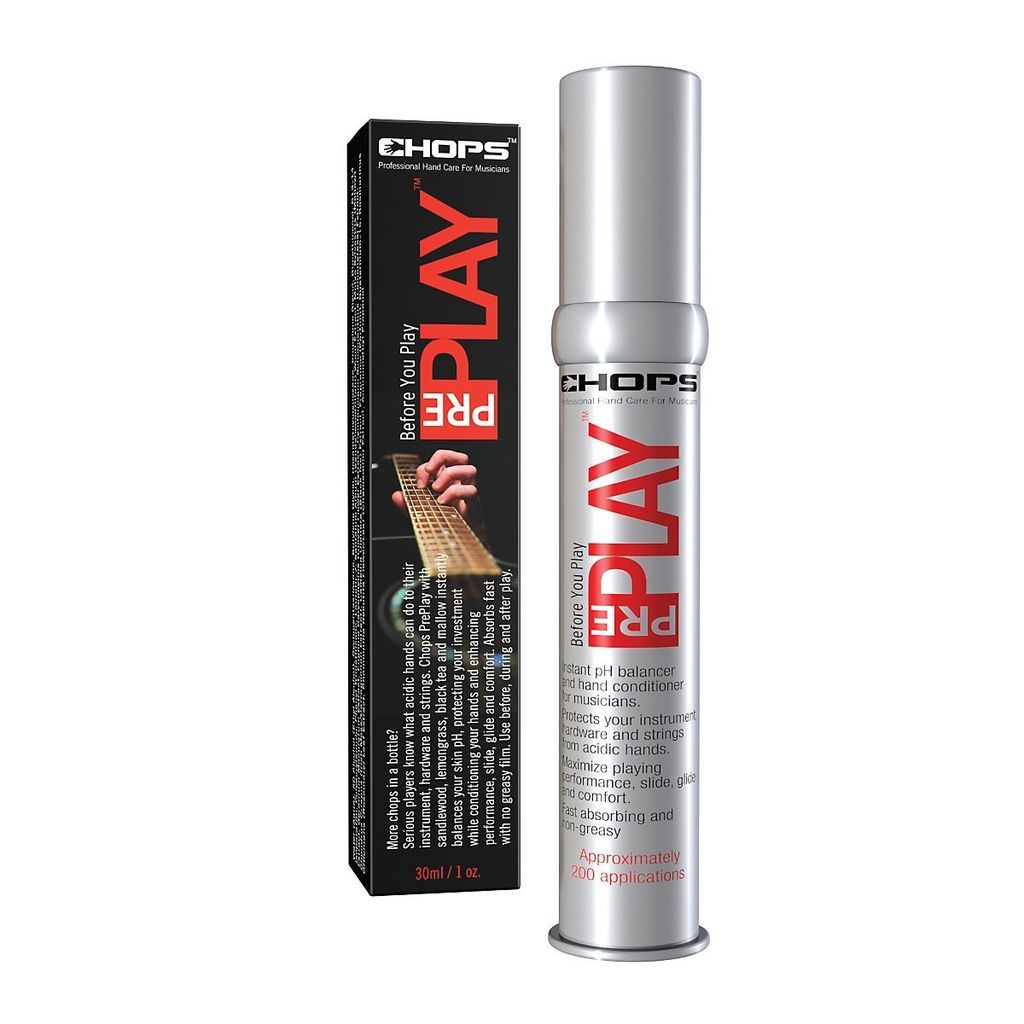 CHOPS™
Professional Hand Care For Musicians
Before You Play
PREPLAY™
More chops in a bottle?
Serious players know what acidic hands can do to their
instrument, hardware and strings. Chops PrePlay with
sandlewood, lemongrass, black tea and mallow instantly
balances your skin pH, protecting your investment
while conditioning your hands and enhancing
performance, slide, glide and comfort. Absorbs fast
with no greasy film. Use before, during and after play.
30ml / 1 oz.
CHOPS
Professional Hand Care For Musicians
Before You Play
PREPLAY™
Instant pH balancer
and hand conditioner
for musicians.
Protects your instrument,
hardware and strings
from acidic hands.
Maximize playing
performance, slide, glide
and comfort.
Fast absorbing and
non-greasy
Approximately
200 applications